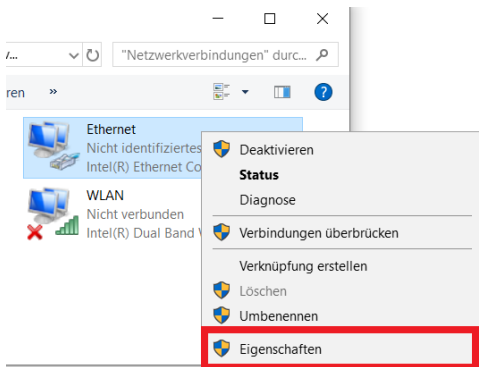 "Netzwerkverbindungen" durc...
ren »
Ethernet
Nicht identifiziertes
Intel(R) Ethernet Co
WLAN
Nicht verbunden
Intel(R) Dual Band
Deaktivieren
Status
Diagnose
Verbindungen überbrücken
Verknüpfung erstellen
Löschen
Umbenennen
Eigenschaften